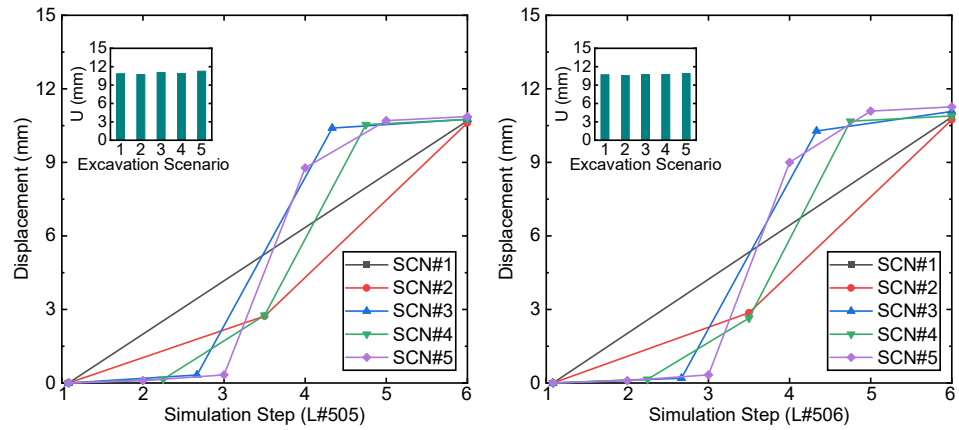 15
12
9
6
3
0
Displacement (mm)
15
12
9
6
3
0
U (mm)
1 2 3 4 5
Excavation Scenario
SCN#1
SCN#2
SCN#3
SCN#4
SCN#5
1 2 3 4 5 6
Simulation Step (L#505)
15
12
9
6
3
0
Displacement (mm)
15
12
9
6
3
0
U (mm)
1 2 3 4 5
Excavation Scenario
SCN#1
SCN#2
SCN#3
SCN#4
SCN#5
1 2 3 4 5 6
Simulation Step (L#506)